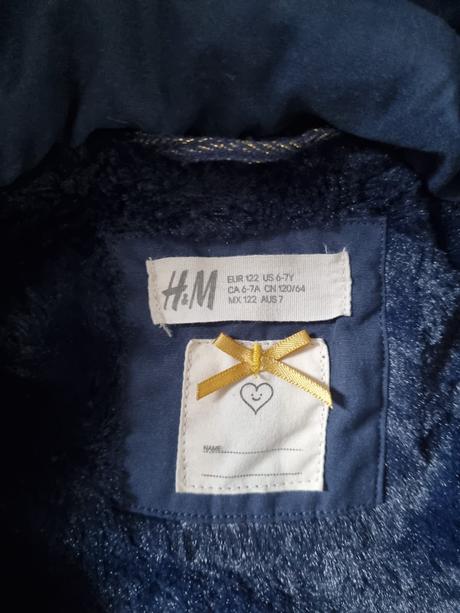 H&M
EUR 122 US 6-7Y
CA 6-7A CN 120/64
MX 122 AUS 7
NAME: